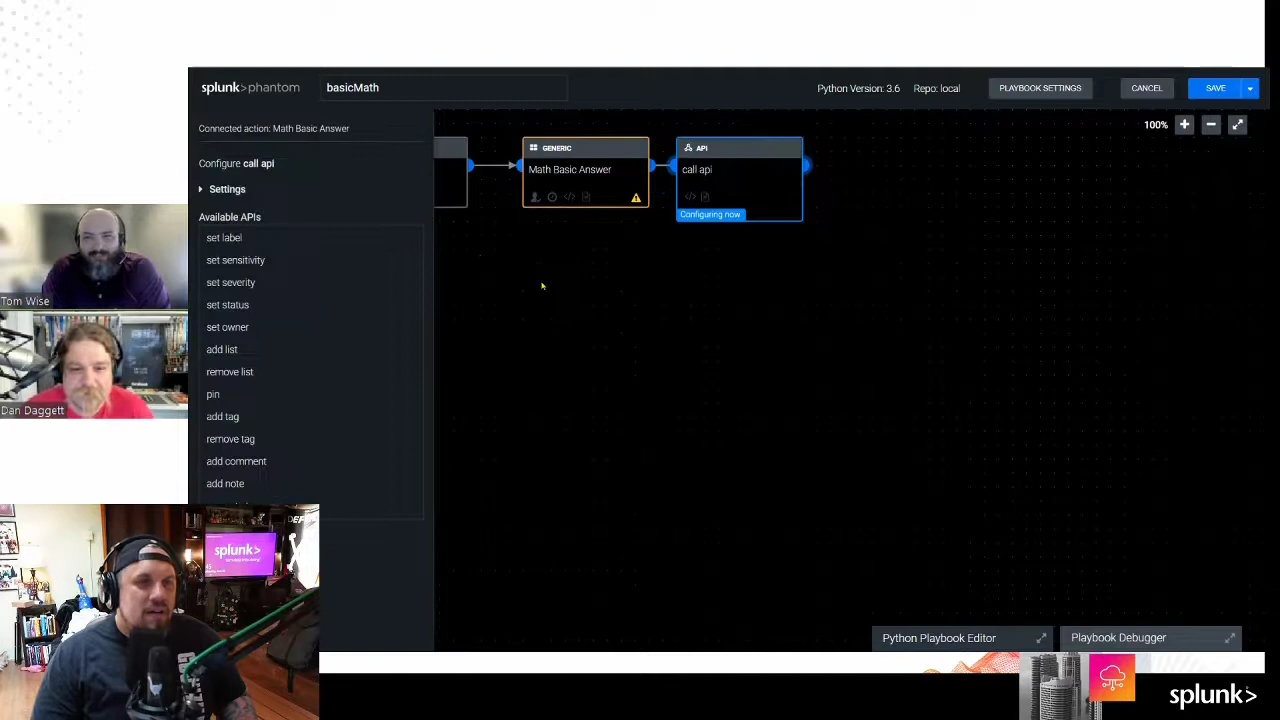 splunk>phantom
basicMath
Python Version: 3.6
Repo: local
PLAYBOOK SETTINGS
CANCEL
SAVE
Connected action: Math Basic Answer
100%
Configure call api
GENERIC
Math Basic Answer
API
call api
Configuring now
Settings
Available APIs
set label
set sensitivity
set severity
set status
set owner
add list
remove list
pin
add tag
remove tag
add comment
add note
Tom Wise
Dan Daggett
splunk>
Python Playbook Editor
Playbook Debugger
splunk>